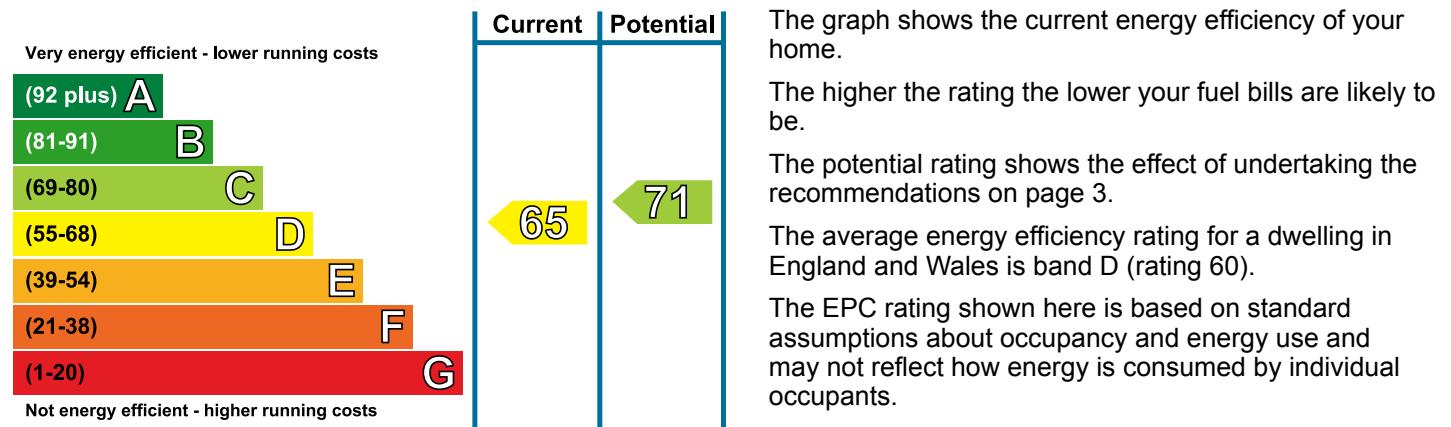 Current Potential
Very energy efficient - lower running costs
(92 plus) A
(81-91) B
(69-80) C
(55-68) D
(39-54) E
(21-38) F
(1-20) G
Not energy efficient - higher running costs
65
71
The graph shows the current energy efficiency of your
home.
The higher the rating the lower your fuel bills are likely to
be.
The potential rating shows the effect of undertaking the
recommendations on page 3.
The average energy efficiency rating for a dwelling in
England and Wales is band D (rating 60).
The EPC rating shown here is based on standard
assumptions about occupancy and energy use and
may not reflect how energy is consumed by individual
occupants.